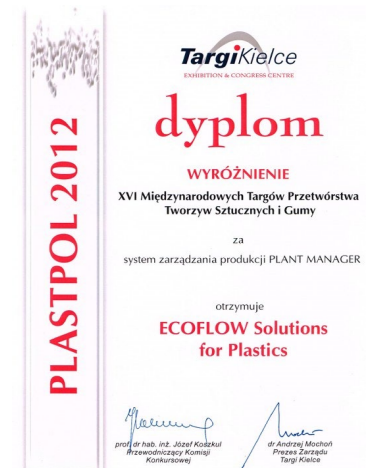 TargiKielce
EXHIBITION & CONGRESS CENTRE
dyplom
WYRÓŻNIENIE
XVI Międzynarodowych Targów Przetwórstwa
Tworzyw Sztucznych i Gumy
za
system zarządzania produkcji PLANT MANAGER
otrzymuje
ECOFLOW Solutions
for Plastics
prof. dr hab. inż. Józef Koszkul
Przewodniczący Komisji
Konkursowej
dr Andrzej Mochoń
Prezes Zarządu
Targi Kielce
PLASTPOL 2012